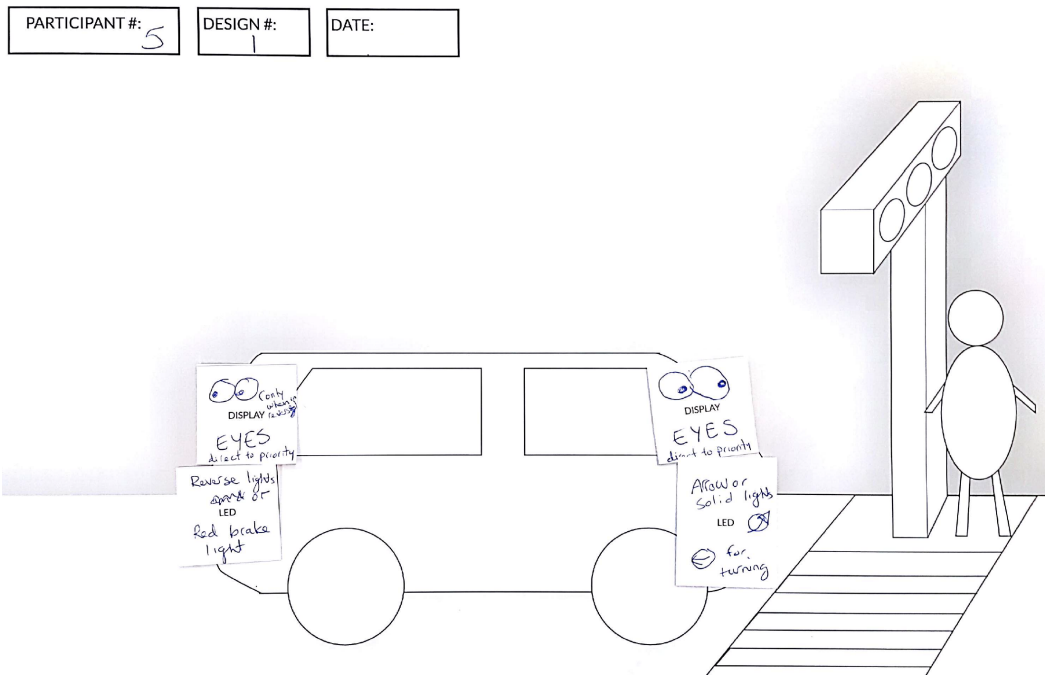 PARTICIPANT #: 5
DESIGN #: 1
DATE:
(only
when in
DISPLAY
EYES
direct to priority
Reverse lights
or
LED
Red brake
light
DISPLAY
EYES
direct to priority
Arrow or
solid lights
LED
for
turning